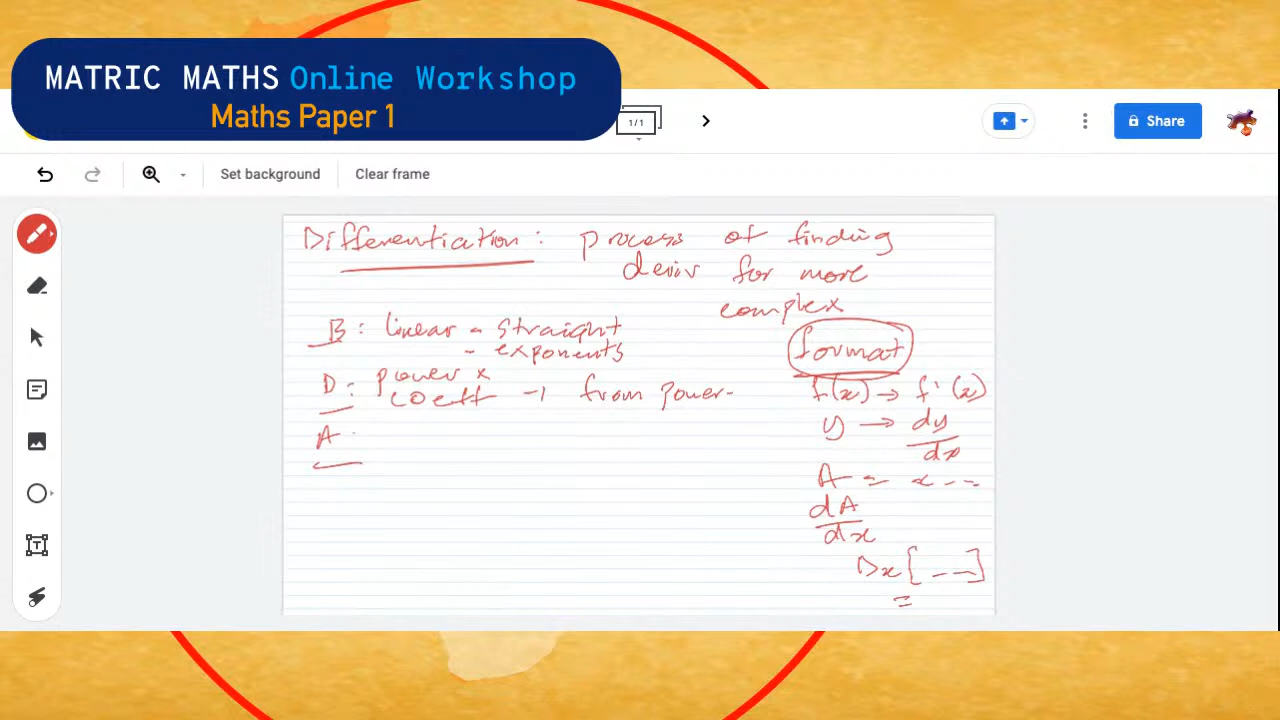 MATRIC MATHS Online Workshop
Maths Paper 1
1/1
Share
Set background
Clear frame
Differentiation : process of finding
deriv for more
complex
B : linear - straight
- exponents
D : power x
coeff -1 from power-
A :
format
f(x) → f'(x)
y → dy
dx
A = x --
dA
dx
Dx[ -- ]
=